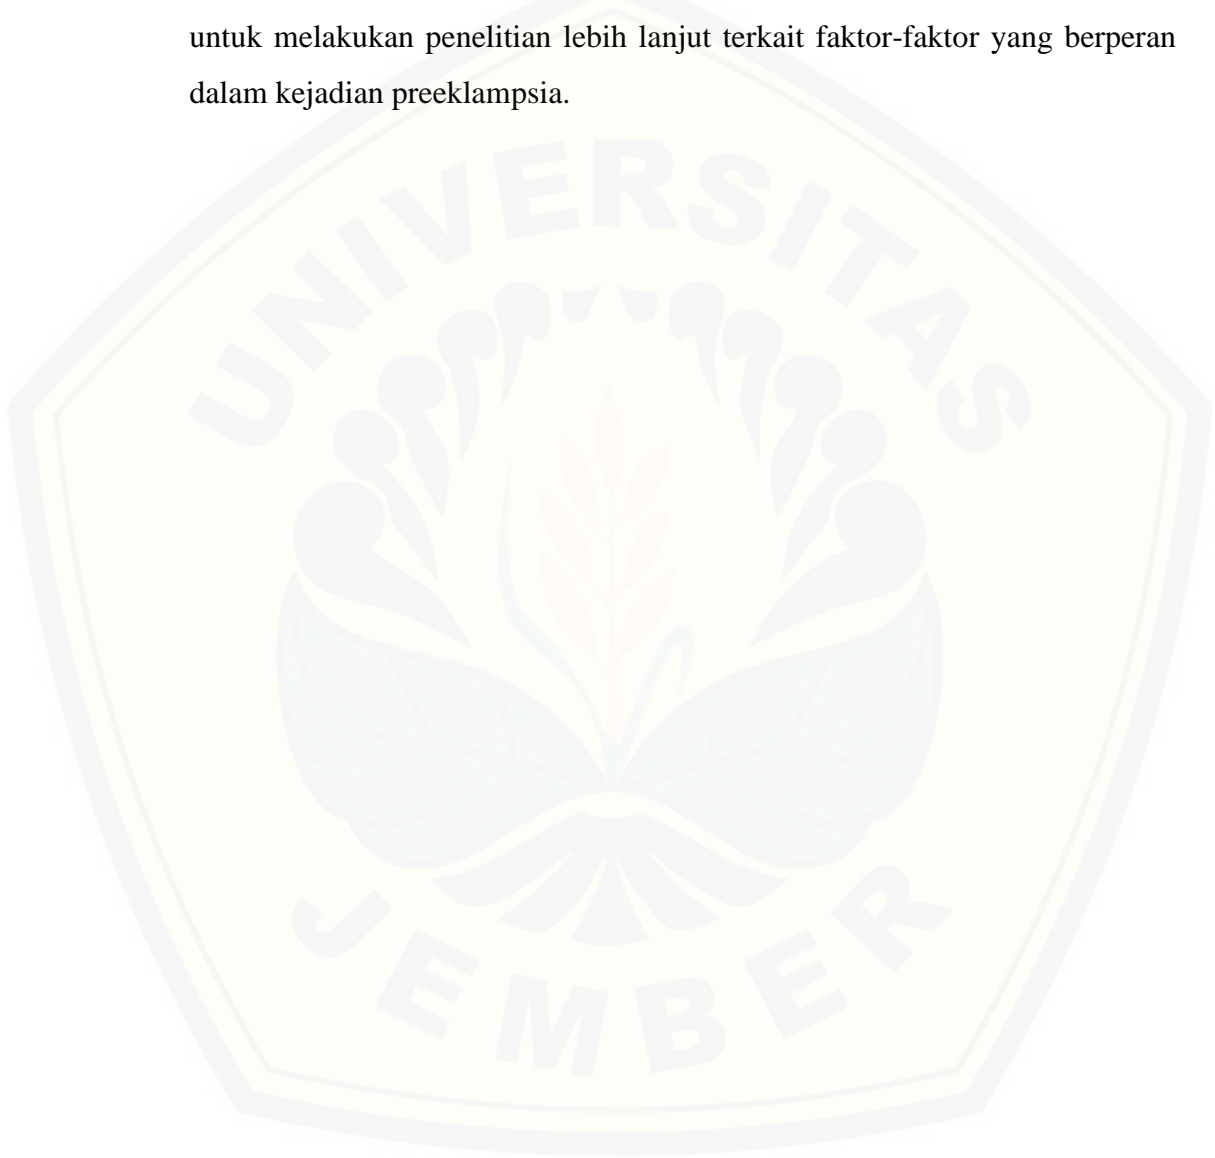 untuk melakukan penelitian lebih lanjut terkait faktor-faktor yang berperan
dalam kejadian preeklampsia.
UNIVERSITAS
JEMBER